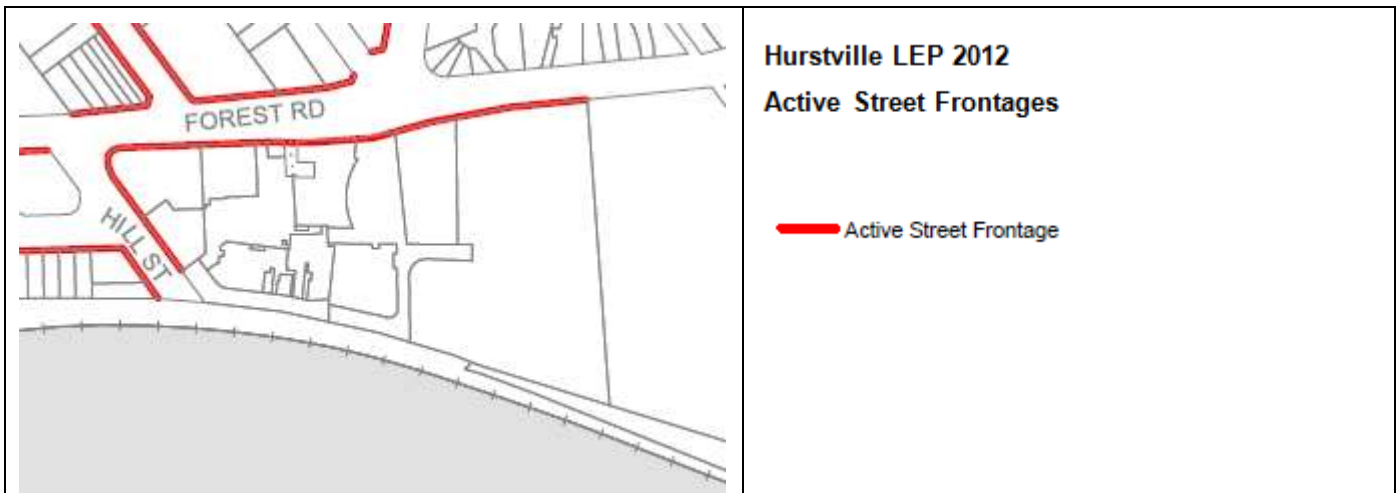 FOREST RD
HILL ST
Hurstville LEP 2012
Active Street Frontages
Active Street Frontage